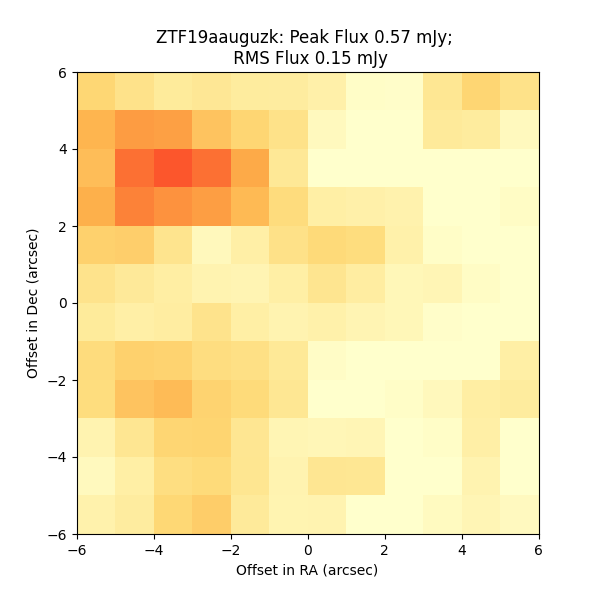 ZTF19aauguzk: Peak Flux 0.57 mJy;
RMS Flux 0.15 mJy
6
4
2
0
−2
−4
−6
Offset in Dec (arcsec)
−6 −4 −2 0 2 4 6
Offset in RA (arcsec)